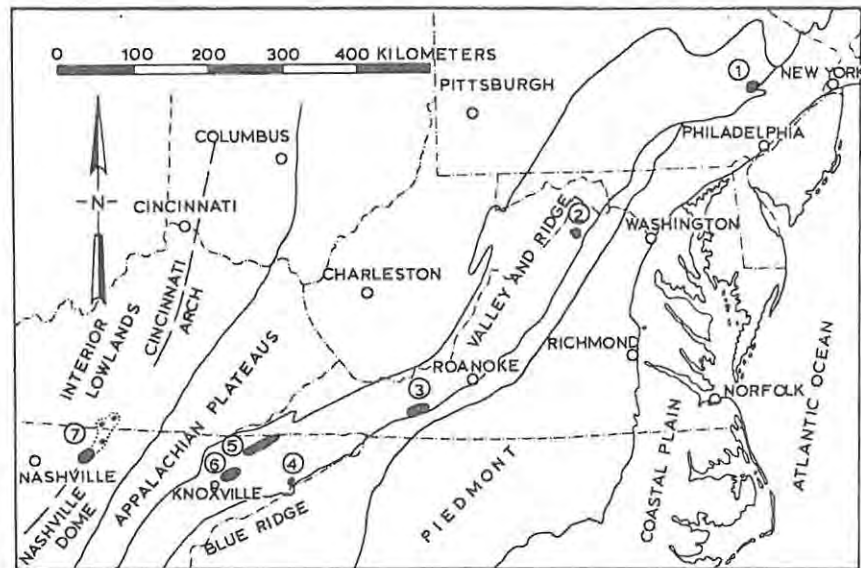 0 100 200 300 400 KILOMETERS
PITTSBURGH
1
NEW YORK
COLUMBUS
PHILADELPHIA
-N-
CINCINNATI
2
WASHINGTON
CHARLESTON
VALLEY AND RIDGE
INTERIOR
LOWLANDS
CINCINNATI
ARCH
APPALACHIAN PLATEAUS
ROANOKE
RICHMOND
3
NORFOLK
ATLANTIC OCEAN
COASTAL PLAIN
PIEDMONT
7
5
6
4
NASHVILLE
KNOXVILLE
NASHVILLE
DOME
BLUE RIDGE